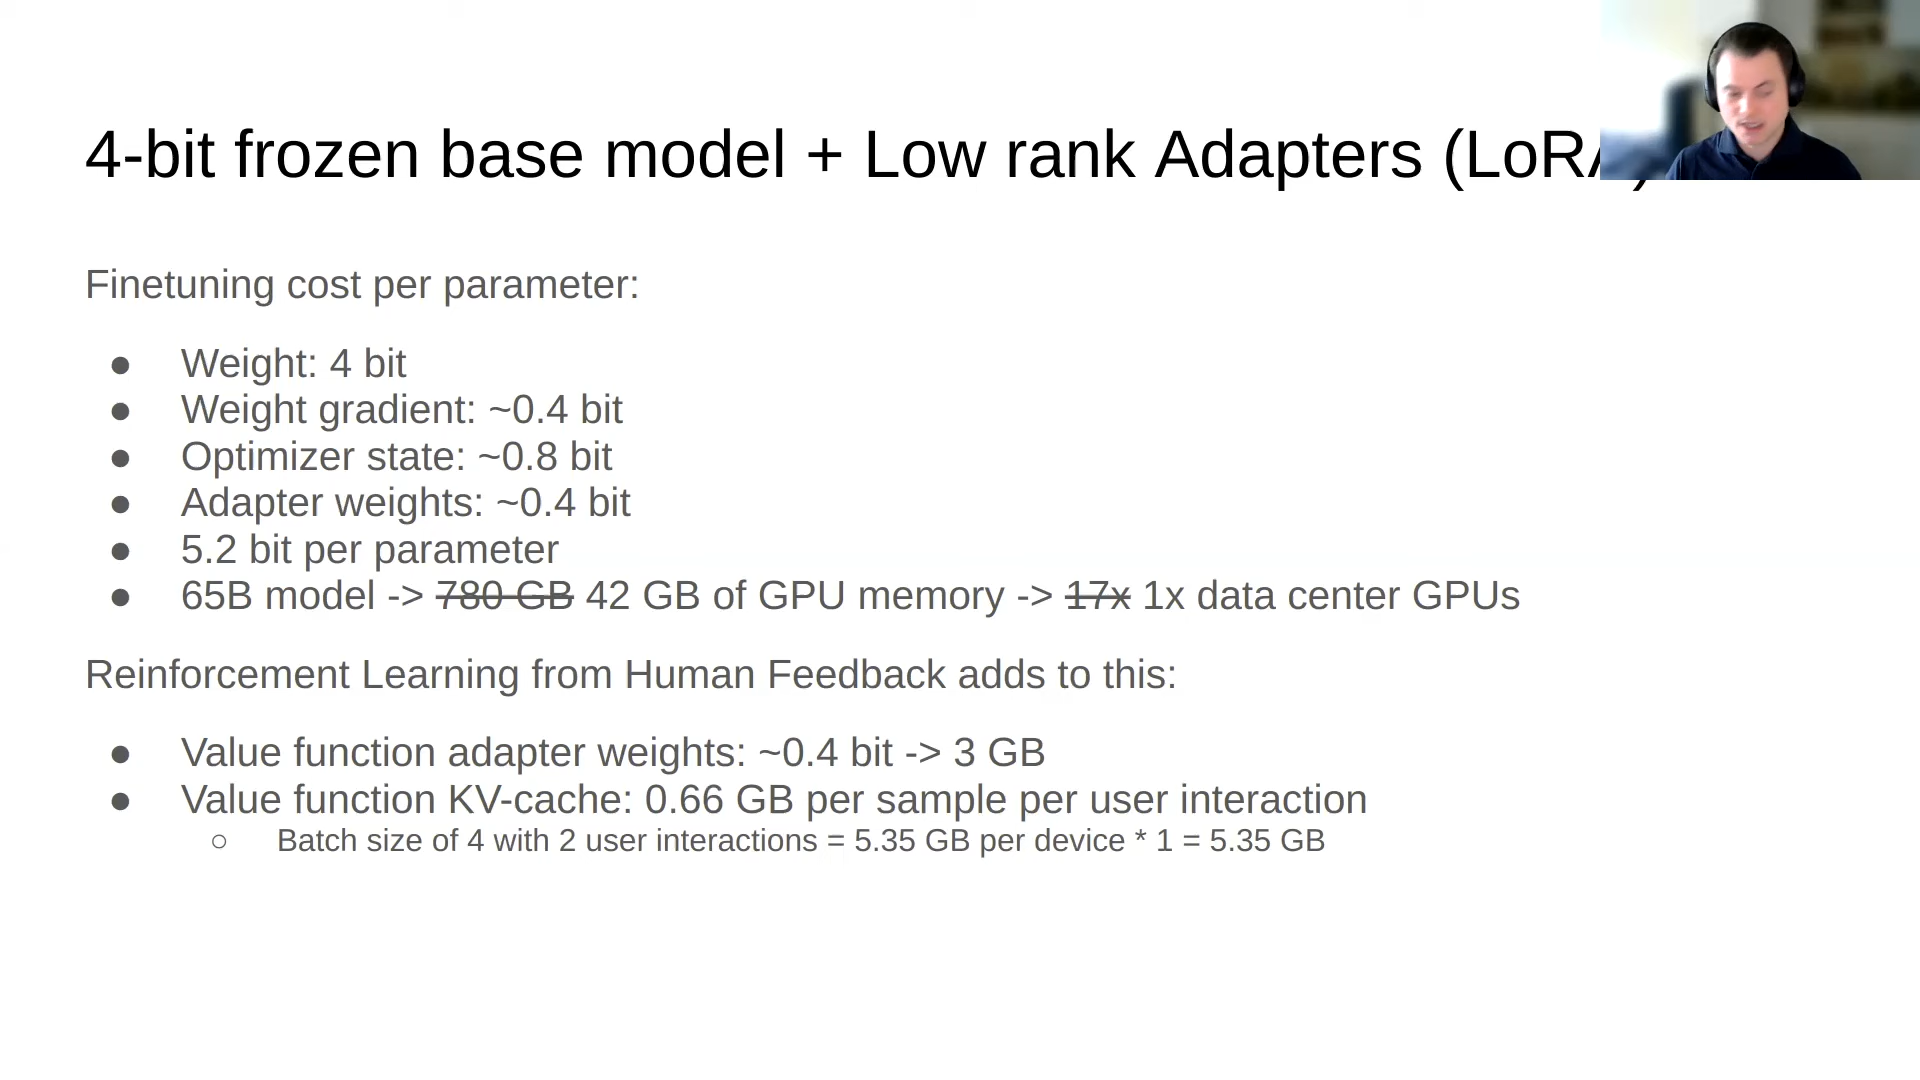 4-bit frozen base model + Low rank Adapters (LoRA)
Finetuning cost per parameter:
● Weight: 4 bit
● Weight gradient: ~0.4 bit
● Optimizer state: ~0.8 bit
● Adapter weights: ~0.4 bit
● 5.2 bit per parameter
● 65B model -> 780 GB 42 GB of GPU memory -> 17x 1x data center GPUs
Reinforcement Learning from Human Feedback adds to this:
● Value function adapter weights: ~0.4 bit -> 3 GB
● Value function KV-cache: 0.66 GB per sample per user interaction
○ Batch size of 4 with 2 user interactions = 5.35 GB per device * 1 = 5.35 GB